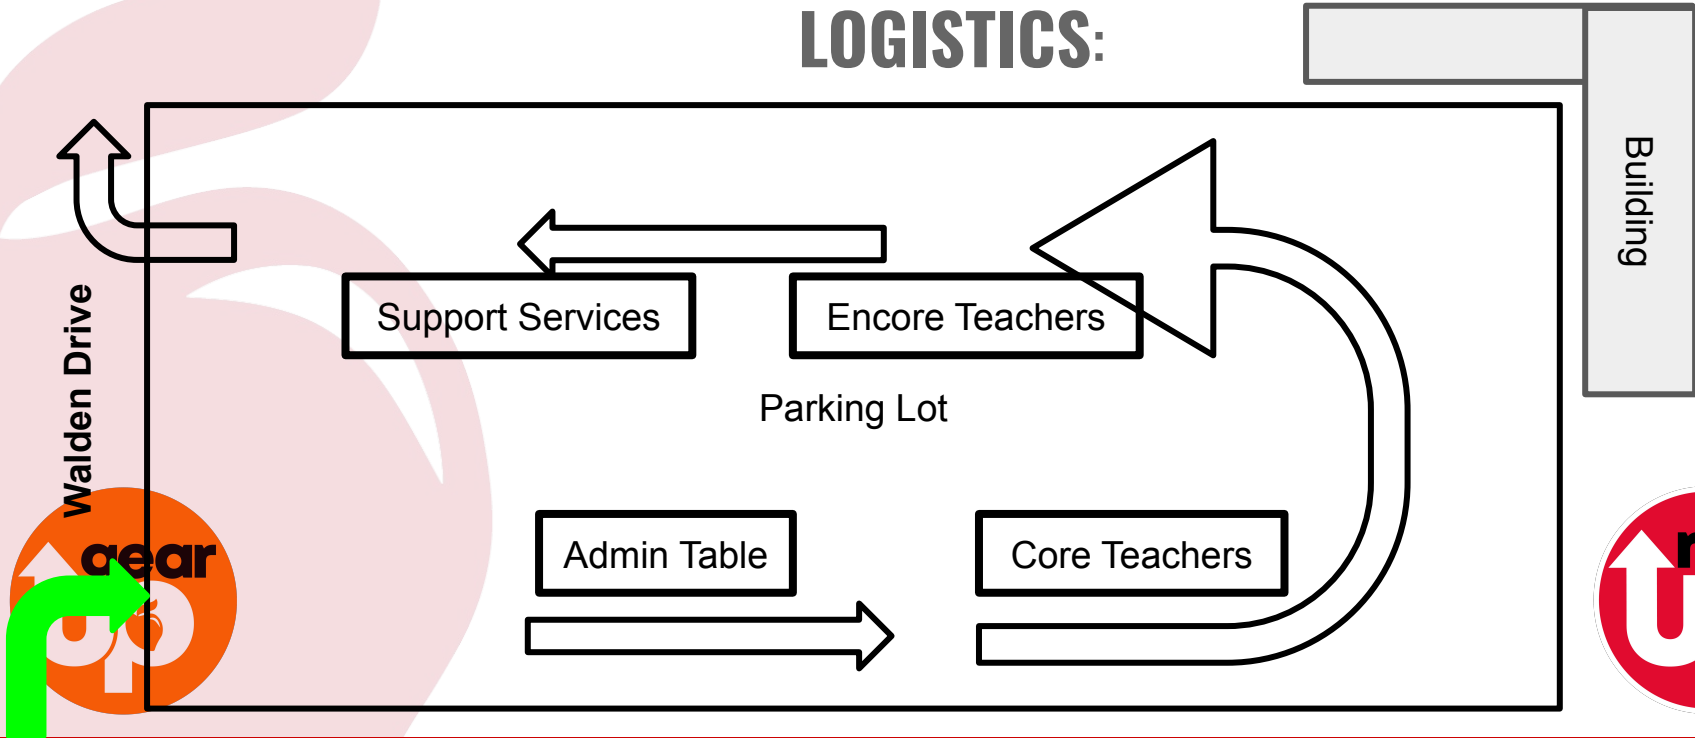 LOGISTICS:
Building
Support Services
Encore Teachers
Walden Drive
Parking Lot
gear
up
Admin Table
Core Teachers